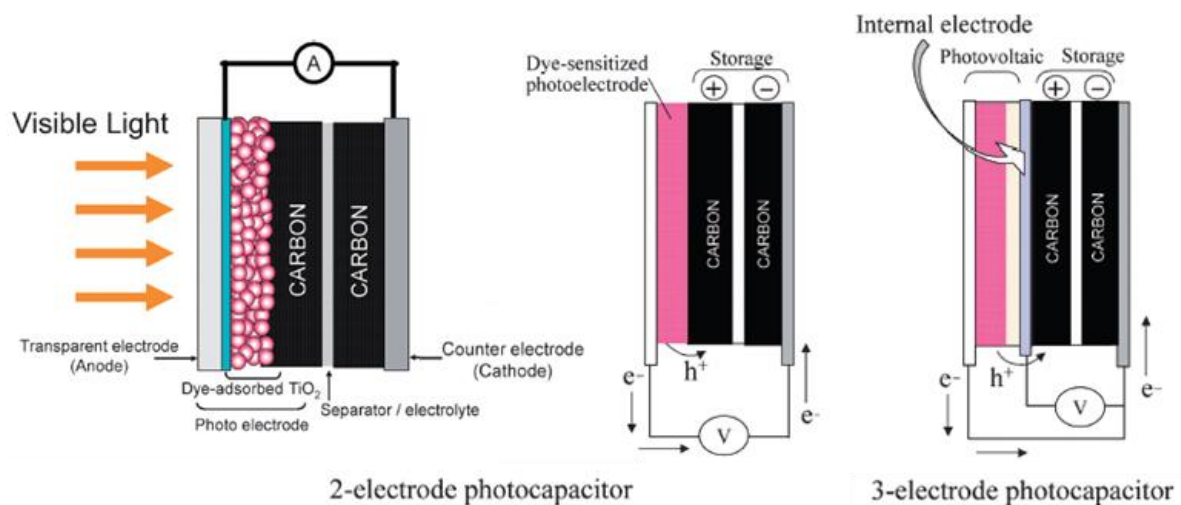 A
Visible Light
CARBON
CARBON
Transparent electrode
(Anode)
Dye-adsorbed TiO₂
Photo electrode
Separator / electrolyte
Counter electrode
(Cathode)
Dye-sensitized
photoelectrode
Storage
+ −
CARBON
CARBON
h⁺
e-
e-
V
2-electrode photocapacitor
Internal electrode
Photovoltaic
Storage
+ −
CARBON
CARBON
e-
h⁺
e-
V
3-electrode photocapacitor